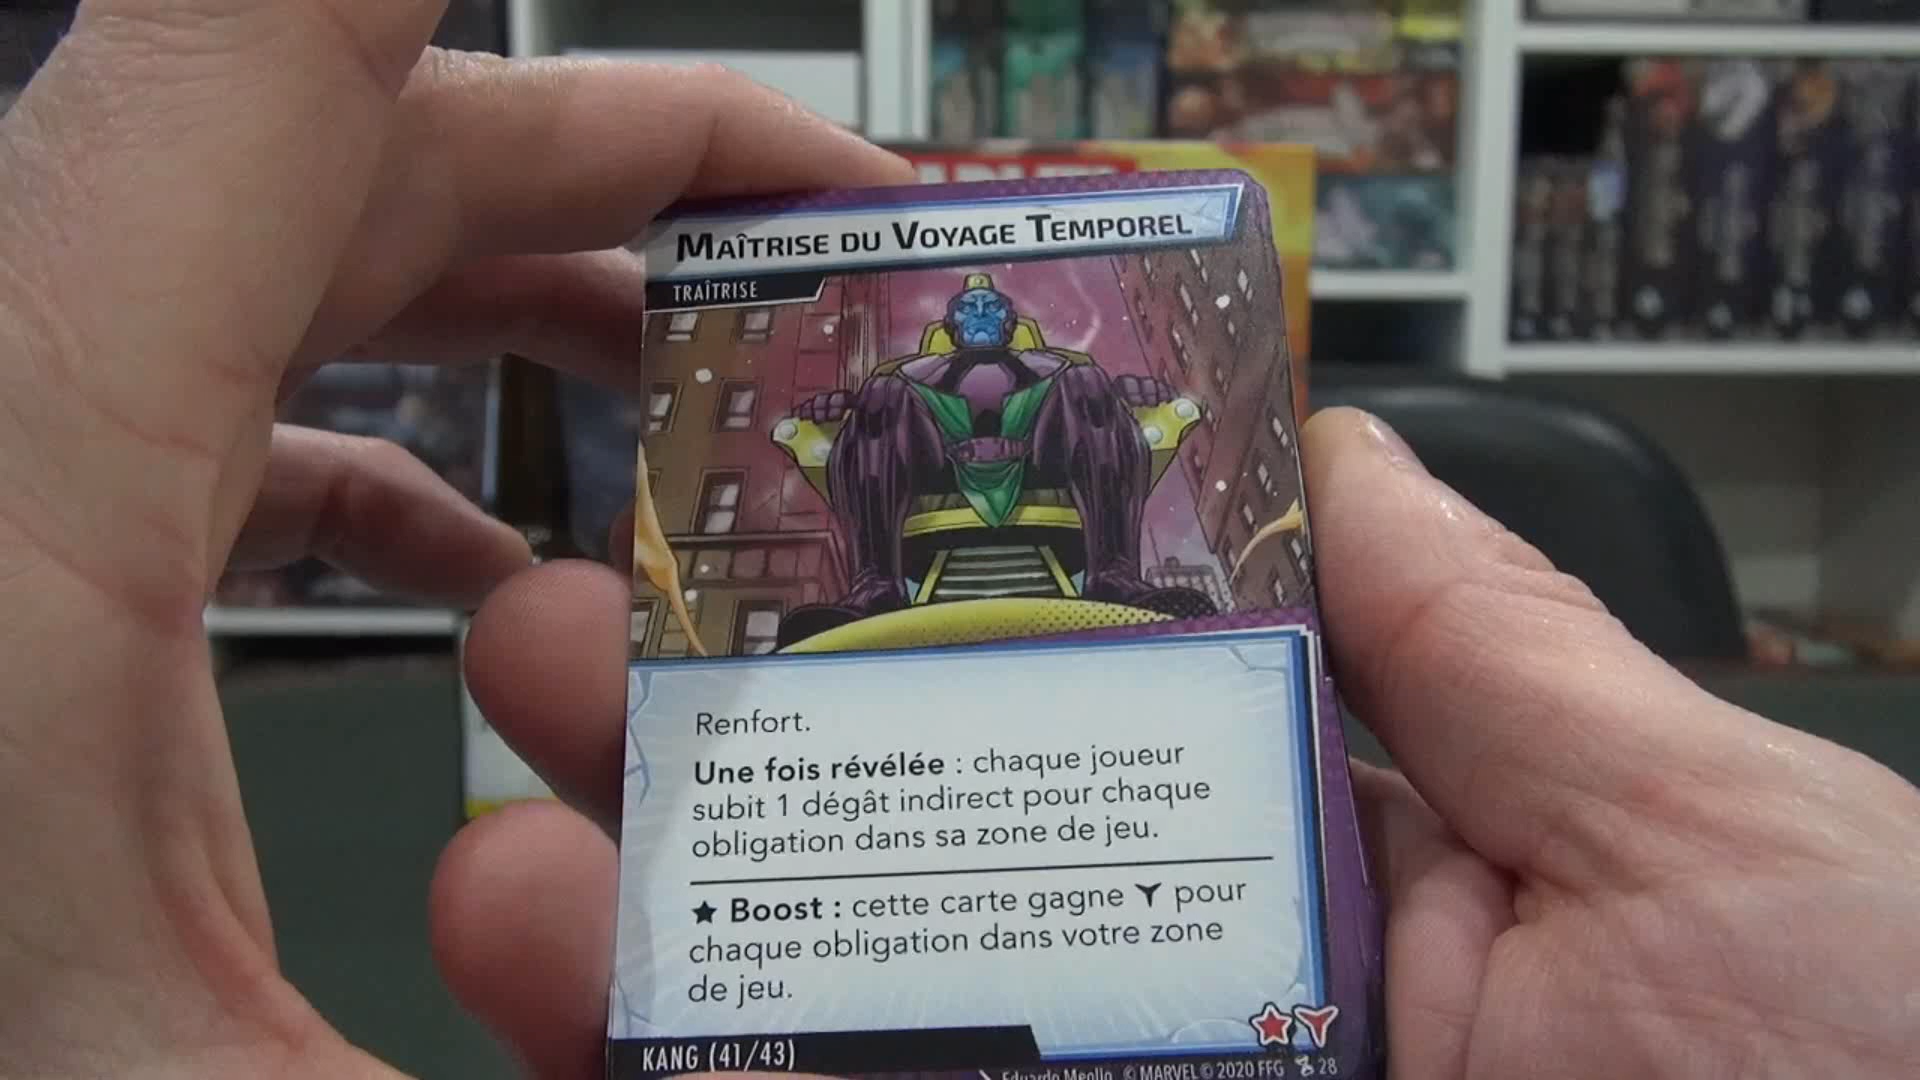 MAÎTRISE DU VOYAGE TEMPOREL
TRAÎTRISE
Renfort.
Une fois révélée : chaque joueur
subit 1 dégât indirect pour chaque
obligation dans sa zone de jeu.
★ Boost : cette carte gagne pour
chaque obligation dans votre zone
de jeu.
KANG (41/43)
Eduardo © MARVEL © 2020 FFG 28